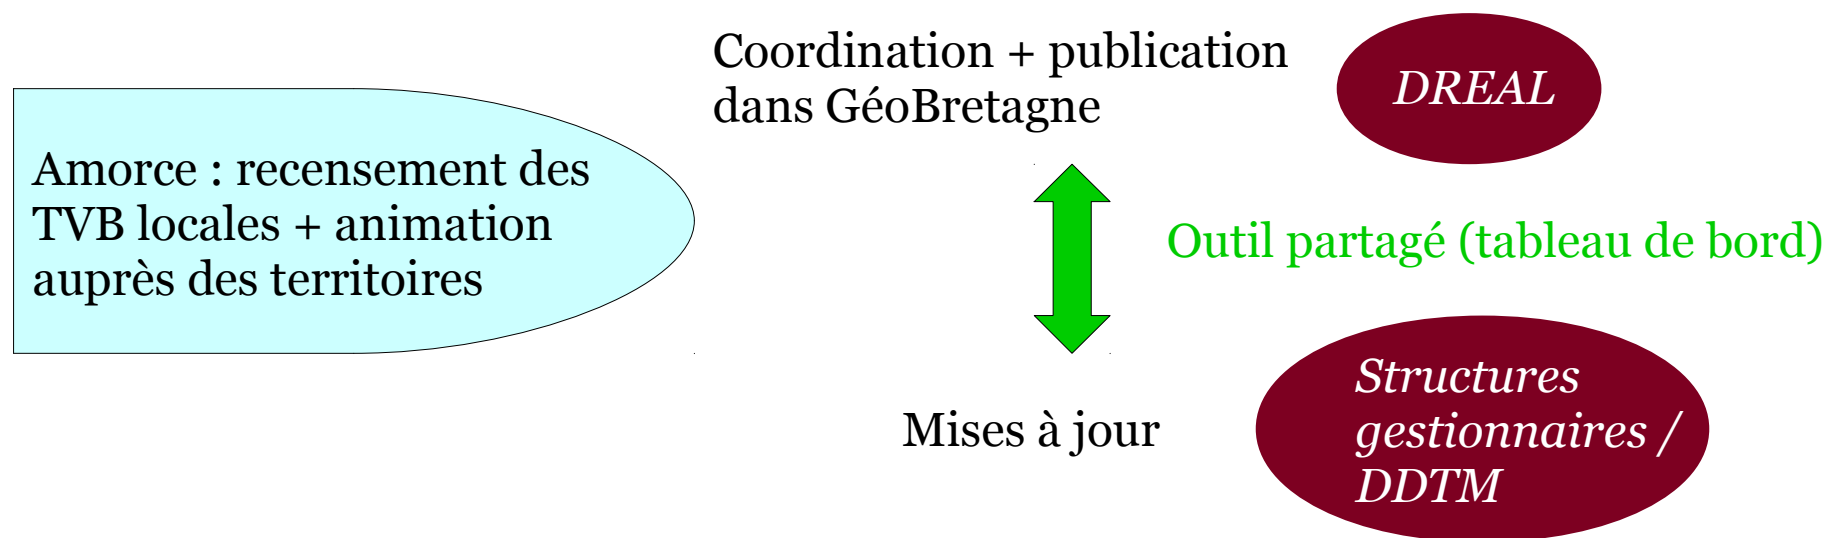 Amorce : recensement des
TVB locales + animation
auprès des territoires
Coordination + publication
dans GéoBretagne
DREAL
Outil partagé (tableau de bord)
Mises à jour
Structures
gestionnaires /
DDTM